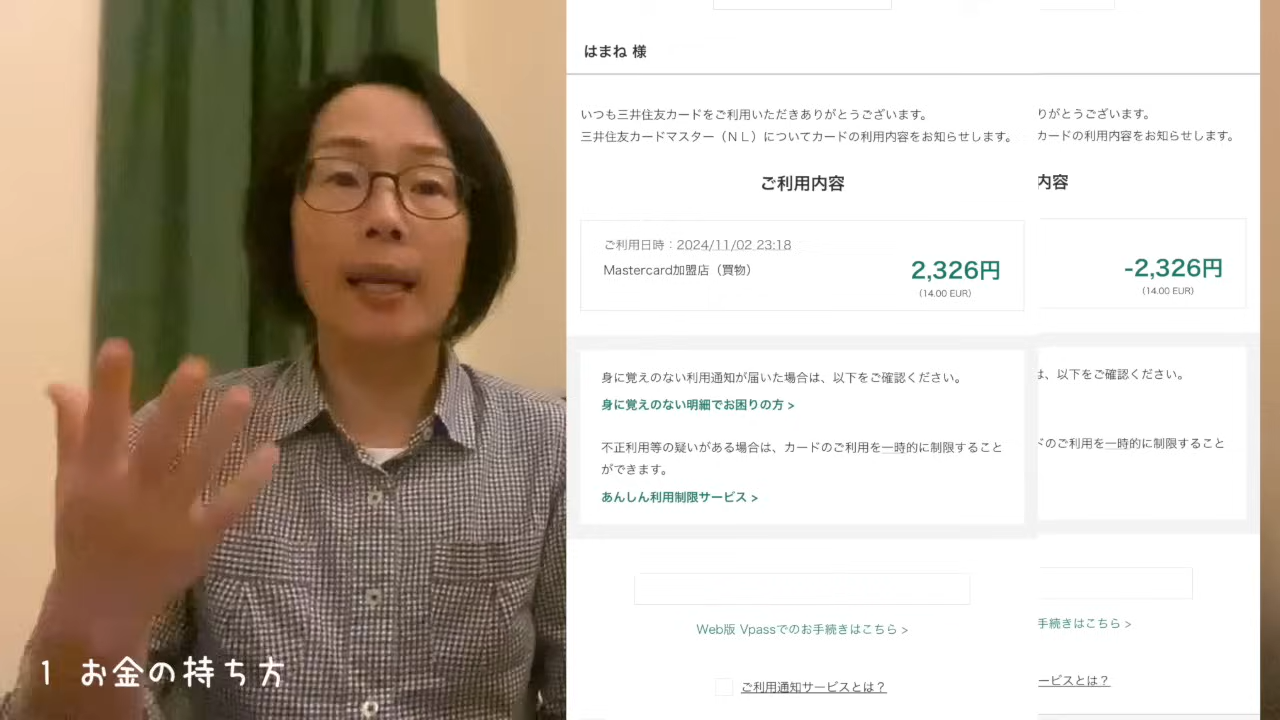 はまね 様
いつも三井住友カードをご利用いただきありがとうございます。
三井住友カードマスター（ＮＬ）についてカードの利用内容をお知らせします。
ご利用内容
ご利用日時：2024/11/02 23:18
Mastercard加盟店（買物）
2,326円
（14.00 EUR）
身に覚えのない利用通知が届いた場合は、以下をご確認ください。
身に覚えのない明細でお困りの方 >
不正利用等の疑いがある場合は、カードのご利用を一時的に制限すること
ができます。
あんしん利用制限サービス >
Web版 Vpassでのお手続きはこちら >
ご利用通知サービスとは？
りがとうございます。
カードの利用内容をお知らせします。
内容
-2,326円
（14.00 EUR）
は、以下をご確認ください。
ドのご利用を一時的に制限すること
手続きはこちら >
ービスとは？
1 お金の持ち方